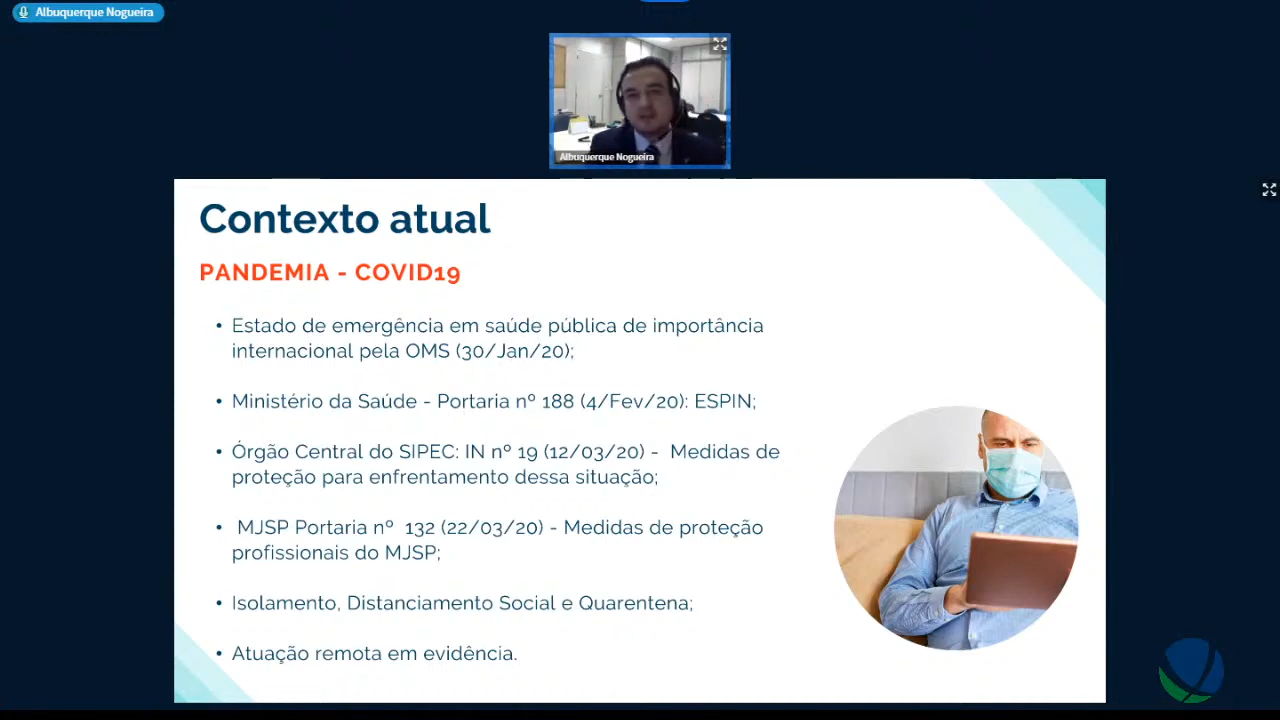 Albuquerque Nogueira
Albuquerque Nogueira
Contexto atual
PANDEMIA - COVID19
• Estado de emergência em saúde pública de importância
internacional pela OMS (30/Jan/20);
• Ministério da Saúde - Portaria nº 188 (4/Fev/20): ESPIN;
• Órgão Central do SIPEC: IN nº 19 (12/03/20) - Medidas de
proteção para enfrentamento dessa situação;
• MJSP Portaria nº 132 (22/03/20) - Medidas de proteção
profissionais do MJSP;
• Isolamento, Distanciamento Social e Quarentena;
• Atuação remota em evidência.